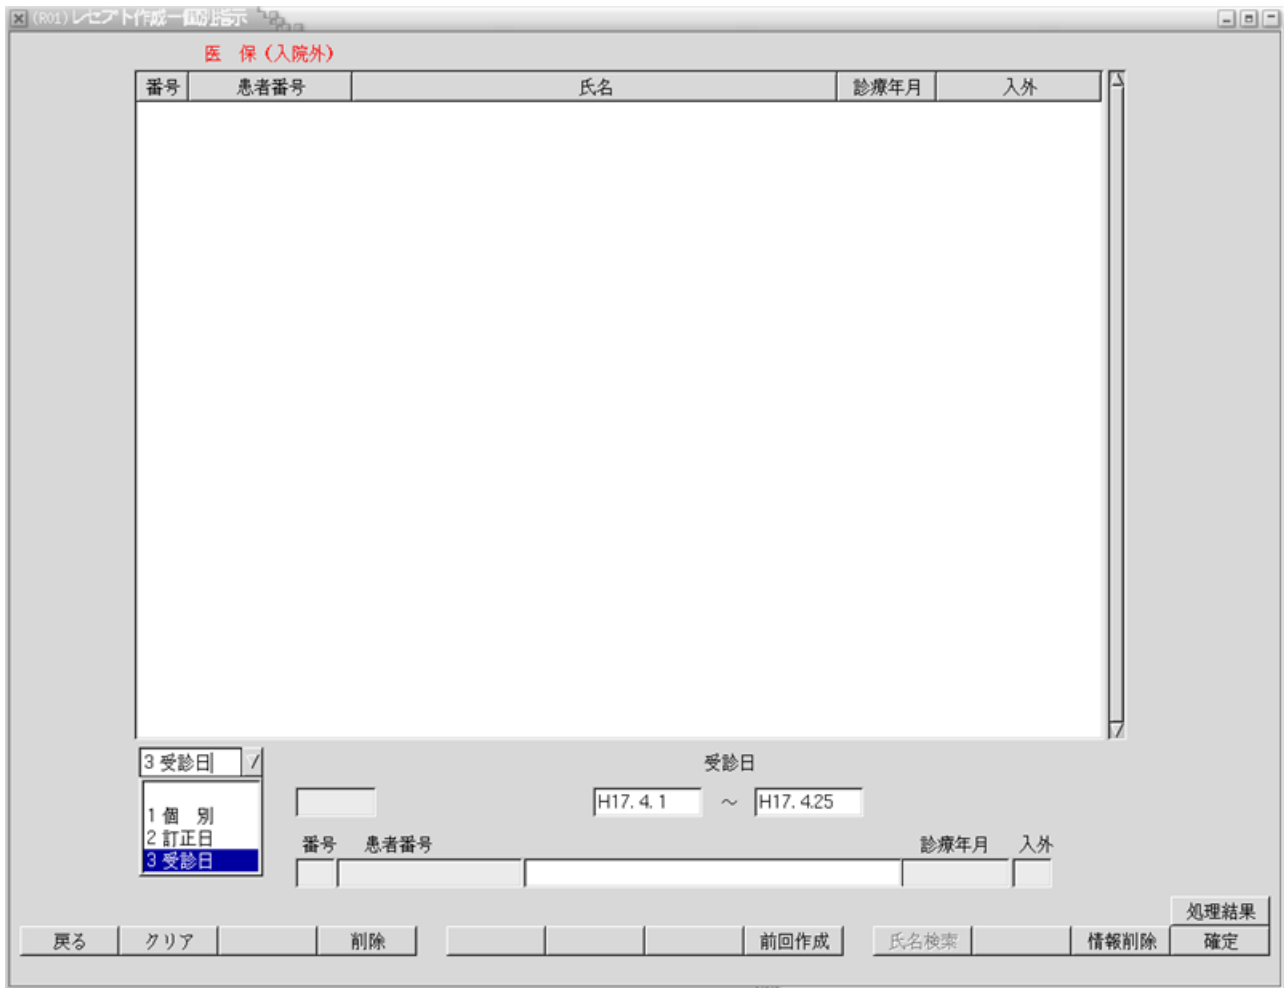 (R01)レセプト作成－個別指示
医　保（入院外）
番号 患者番号 氏名 診療年月 入外
3 受診日 受診日
1 個　別
H17. 4. 1 ～ H17. 4.25
2 訂正日
番号 患者番号 診療年月 入外
3 受診日
処理結果
戻る クリア 削除 前回作成 氏名検索 情報削除 確定